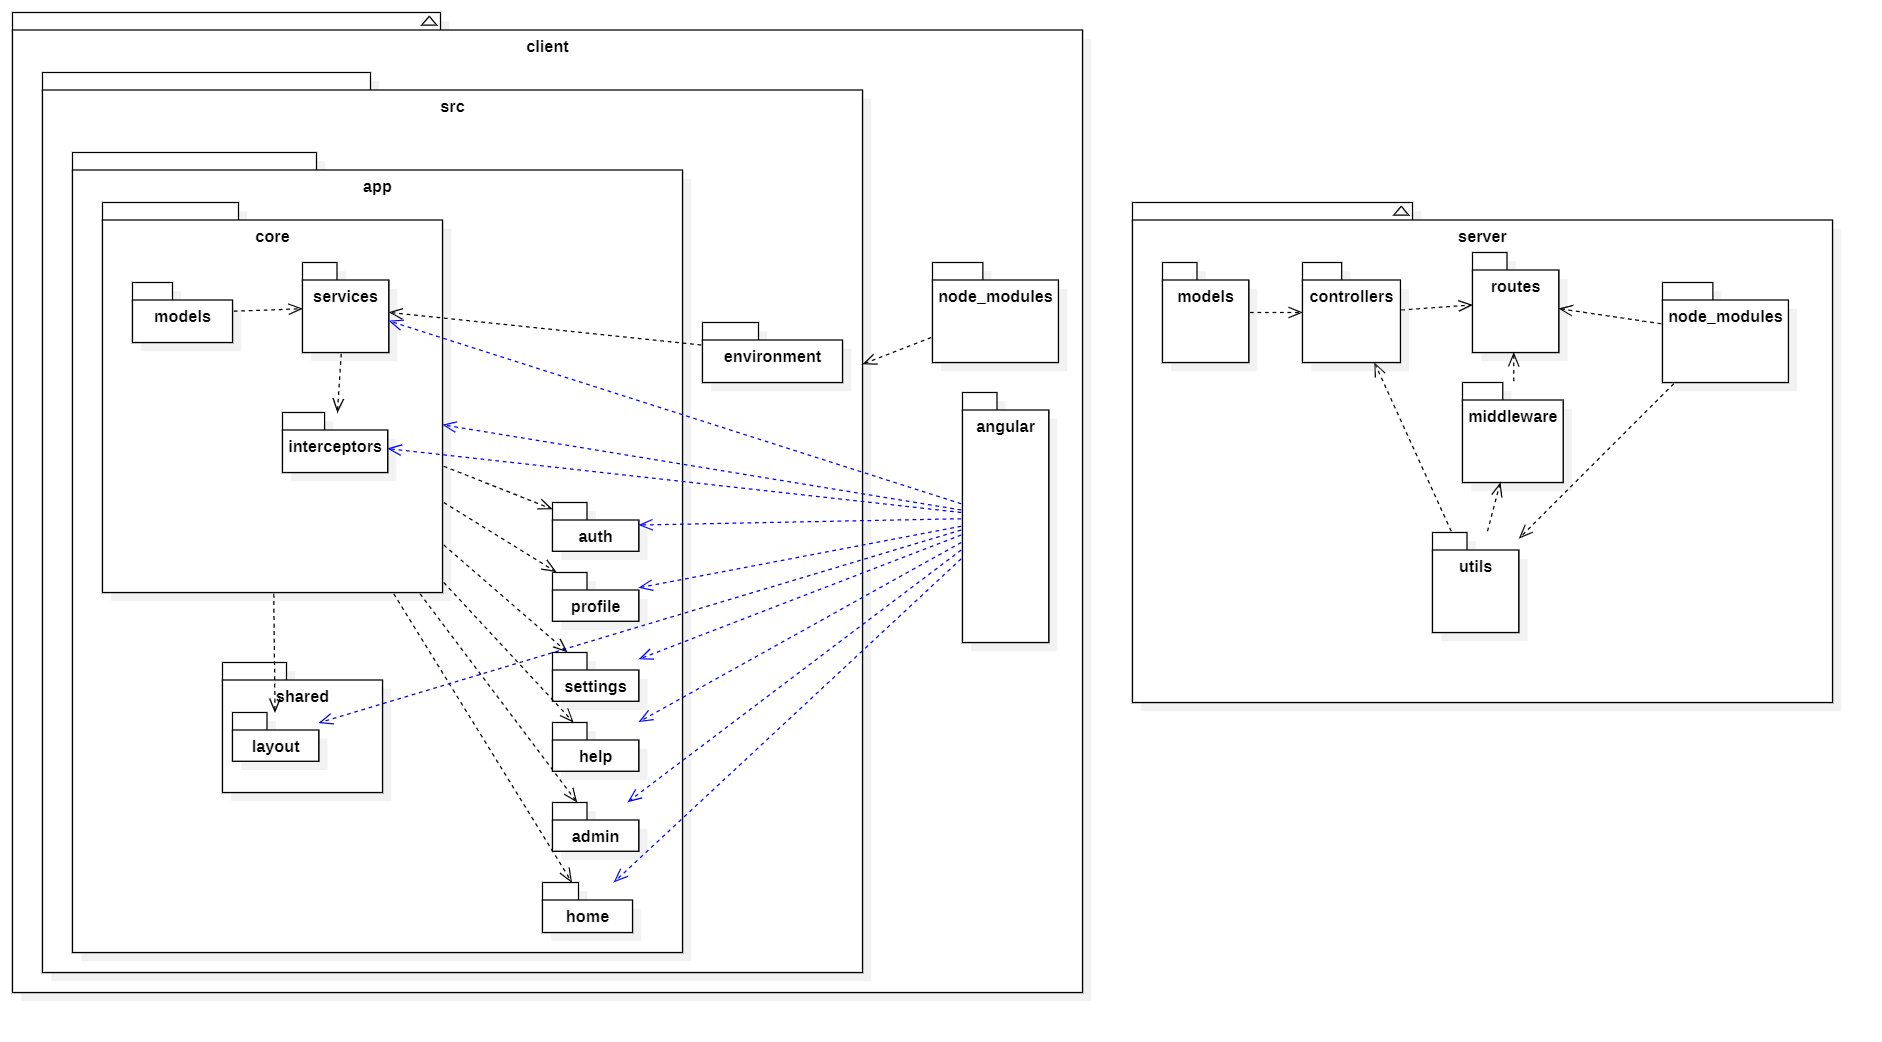 client
src
app
core
models
services
interceptors
environment
node_modules
angular
auth
profile
settings
help
admin
home
shared
layout
server
models
controllers
routes
node_modules
middleware
utils